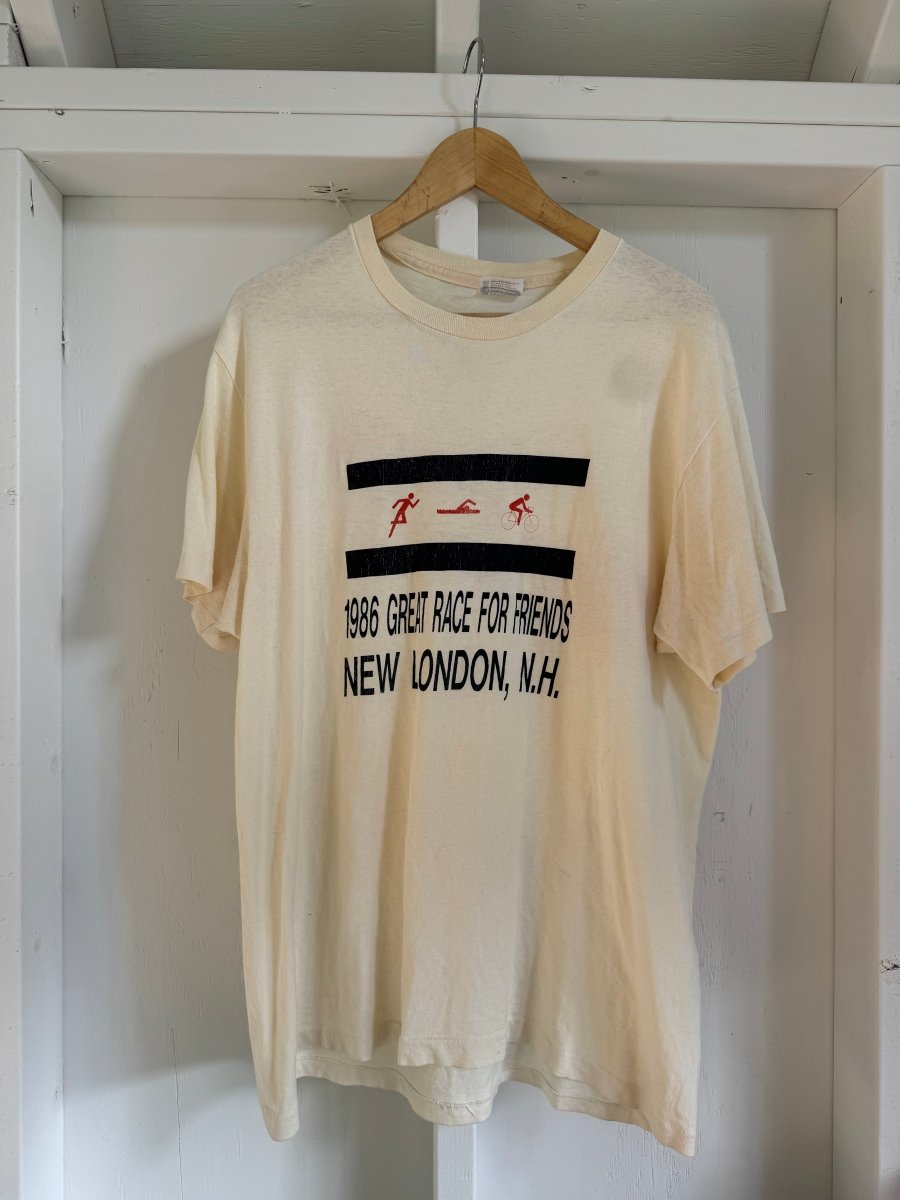 1986 GREAT RACE FOR FRIENDS
NEW LONDON, N.H.